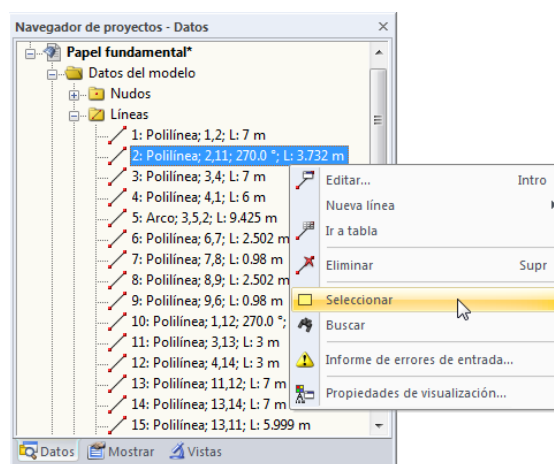 Navegador de proyectos - Datos
Papel fundamental*
Datos del modelo
Nudos
Líneas
1: Polilínea; 1,2; L: 7 m
2: Polilínea; 2,11; 270.0 °; L: 3.732 m
3: Polilínea; 3,4; L: 7 m
4: Polilínea; 4,1; L: 6 m
5: Arco; 3,5,2; L: 9.425 m
6: Polilínea; 6,7; L: 2.502 m
7: Polilínea; 7,8; L: 0.98 m
8: Polilínea; 8,9; L: 2.502 m
9: Polilínea; 9,6; L: 0.98 m
10: Polilínea; 1,12; 270.0 °;
11: Polilínea; 3,13; L: 3 m
12: Polilínea; 4,14; L: 3 m
13: Polilínea; 11,12; L: 7 m
14: Polilínea; 13,14; L: 7 m
15: Polilínea; 13,11; L: 5.999 m
Editar... Intro
Nueva línea
Ir a tabla
Eliminar Supr
Seleccionar
Buscar
Informe de errores de entrada...
Propiedades de visualización...
Datos Mostrar Vistas